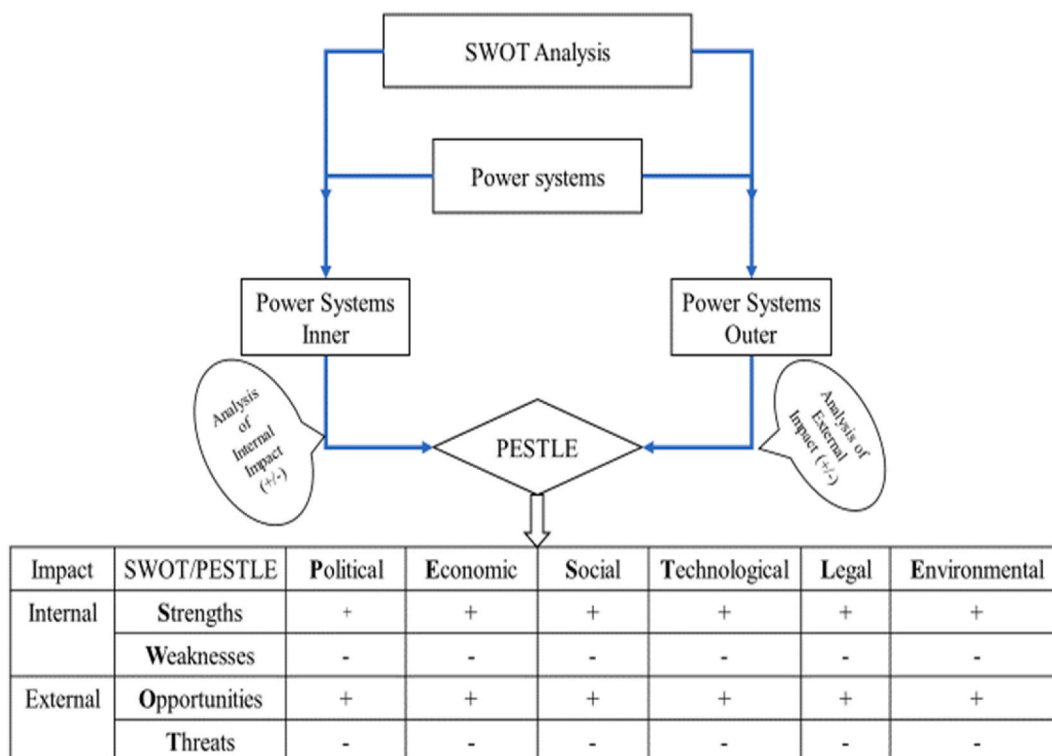 SWOT Analysis
Power systems
Power Systems
Inner
Power Systems
Outer
Analysis
of
Internal
Impact
(+/-)
Analysis of
External
Impact (+/-)
PESTLE
Impact SWOT/PESTLE Political Economic Social Technological Legal Environmental
Internal Strengths + + + + + +
Weaknesses - - - - - -
External Opportunities + + + + + +
Threats - - - - - -